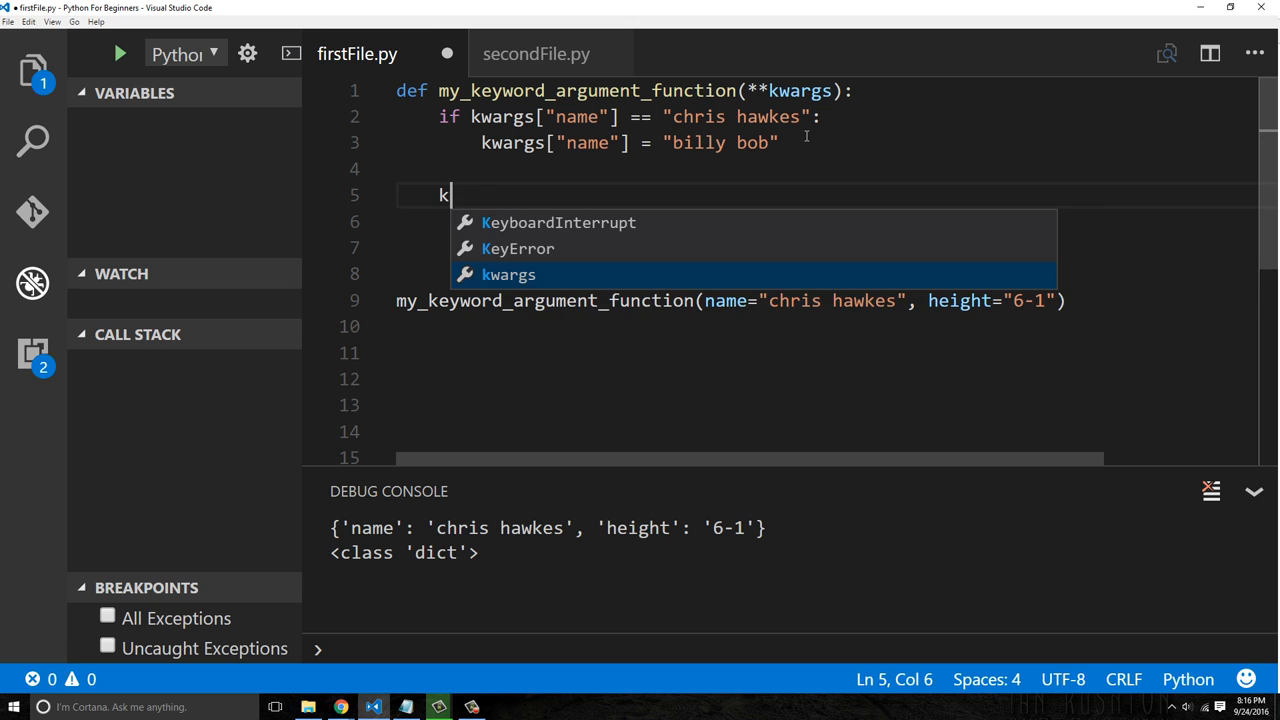 • firstFile.py - Python For Beginners - Visual Studio Code
File Edit View Go Help
1
2
Python
firstFile.py
secondFile.py
VARIABLES
WATCH
CALL STACK
BREAKPOINTS
All Exceptions
Uncaught Exceptions
1 def my_keyword_argument_function(**kwargs):
2 if kwargs["name"] == "chris hawkes":
3 kwargs["name"] = "billy bob"
4
5 k
6 KeyboardInterrupt
7 KeyError
8 kwargs
9 my_keyword_argument_function(name="chris hawkes", height="6-1")
10
11
12
13
14
15
DEBUG CONSOLE
{'name': 'chris hawkes', 'height': '6-1'}
<class 'dict'>
0 0 Ln 5, Col 6 Spaces: 4 UTF-8 CRLF Python
I'm Cortana. Ask me anything.
8:16 PM
9/24/2016